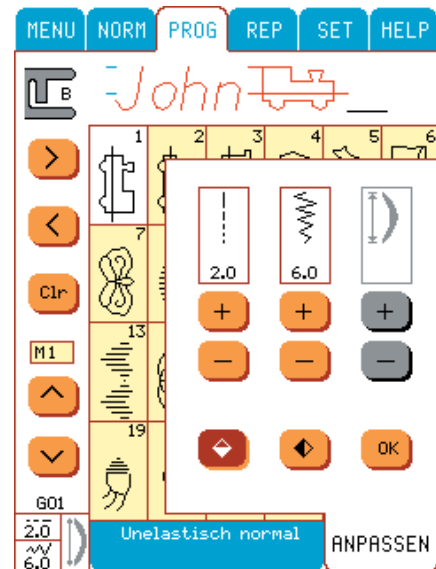 MENU NORM PROG REP SET HELP
B
John
1 2 3 4 5 6
7
2.0 6.0
+ + +
Clr
13
M1
− − −
19
OK
G01
2.0
6.0
Unelastisch normal
ANPASSEN